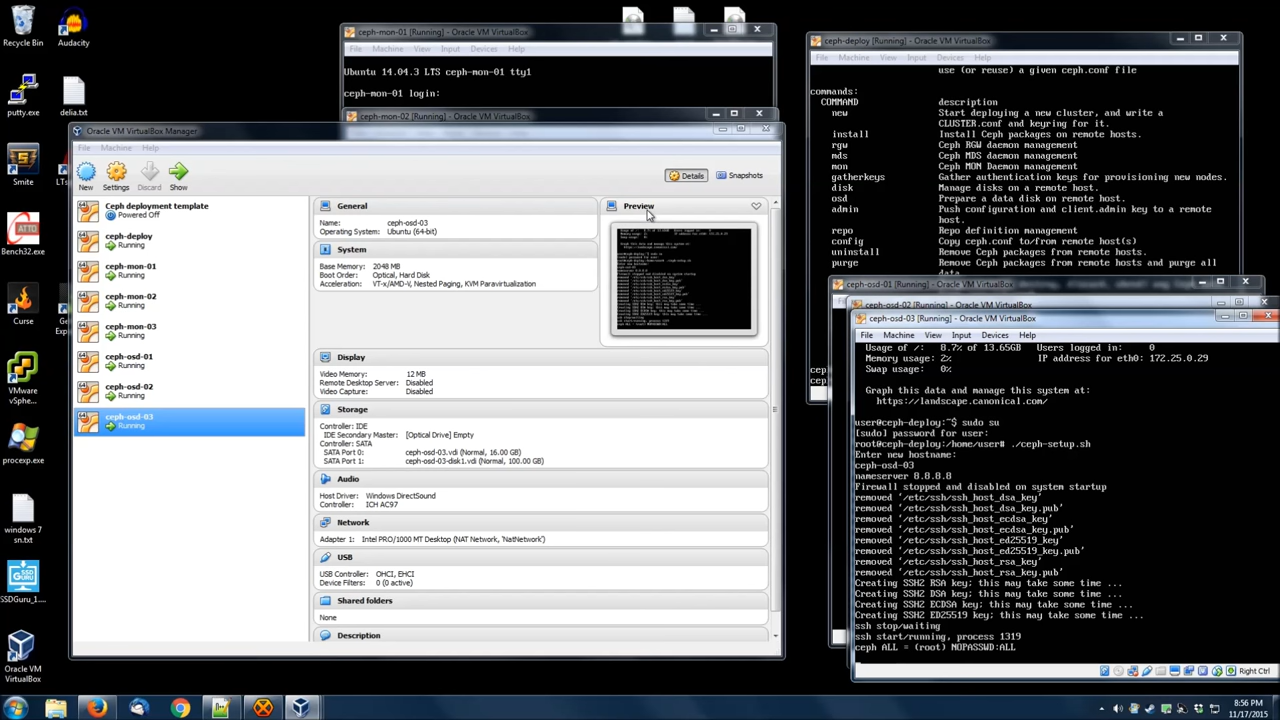 Recycle Bin
Audacity
putty.exe
delia.txt
Smite
LTs
Bench32.exe
Curse
Ge
Exp
VMware
vSphe...
procexp.exe
windows 7
sn.txt
SSDGuru_1....
Oracle VM
VirtualBox
ceph-mon-01 [Running] - Oracle VM VirtualBox
File Machine View Input Devices Help
Ubuntu 14.04.3 LTS ceph-mon-01 tty1
ceph-mon-01 login:
ceph-mon-02 [Running] - Oracle VM VirtualBox
Oracle VM VirtualBox Manager
File Machine Help
New Settings Discard Show
Details Snapshots
Ceph deployment template
Powered Off
ceph-deploy
Running
ceph-mon-01
Running
ceph-mon-02
Running
ceph-mon-03
Running
ceph-osd-01
Running
ceph-osd-02
Running
ceph-osd-03
Running
General
Name: ceph-osd-03
Operating System: Ubuntu (64-bit)
System
Base Memory: 2048 MB
Boot Order: Optical, Hard Disk
Acceleration: VT-x/AMD-V, Nested Paging, KVM Paravirtualization
Preview
Display
Video Memory: 12 MB
Remote Desktop Server: Disabled
Video Capture: Disabled
Storage
Controller: IDE
IDE Secondary Master: [Optical Drive] Empty
Controller: SATA
SATA Port 0: ceph-osd-03.vdi (Normal, 16.00 GB)
SATA Port 1: ceph-osd-03-disk1.vdi (Normal, 100.00 GB)
Audio
Host Driver: Windows DirectSound
Controller: ICH AC97
Network
Adapter 1: Intel PRO/1000 MT Desktop (NAT Network, 'NatNetwork')
USB
USB Controller: OHCI, EHCI
Device Filters: 0 (0 active)
Shared folders
None
Description
ceph-deploy [Running] - Oracle VM VirtualBox
File Machine View Input Devices Help
use (or reuse) a given ceph.conf file
commands:
COMMAND description
new Start deploying a new cluster, and write a
CLUSTER.conf and keyring for it.
install Install Ceph packages on remote hosts.
rgw Ceph RGW daemon management
mds Ceph MDS daemon management
mon Ceph MON Daemon management
gatherkeys Gather authentication keys for provisioning new nodes.
disk Manage disks on a remote host.
osd Prepare a data disk on remote host.
admin Push configuration and client.admin key to a remote
host.
repo Repo definition management
config Copy ceph.conf to/from remote host(s)
uninstall Remove Ceph packages from remote hosts.
purge Remove Ceph packages from remote hosts and purge all
data.
ceph-osd-01 [Running] - Oracle VM VirtualBox
ceph-osd-02 [Running] - Oracle VM VirtualBox
ceph-osd-03 [Running] - Oracle VM VirtualBox
File Machine View Input Devices Help
Usage of /: 8.7% of 13.65GB Users logged in: 0
Memory usage: 2% IP address for eth0: 172.25.0.29
Swap usage: 0%
Graph this data and manage this system at:
https://landscape.canonical.com/
user@ceph-deploy:~$ sudo su
[sudo] password for user:
root@ceph-deploy:/home/user# ./ceph-setup.sh
Enter new hostname:
ceph-osd-03
nameserver 8.8.8.8
Firewall stopped and disabled on system startup
removed '/etc/ssh/ssh_host_dsa_key'
removed '/etc/ssh/ssh_host_dsa_key.pub'
removed '/etc/ssh/ssh_host_ecdsa_key'
removed '/etc/ssh/ssh_host_ecdsa_key.pub'
removed '/etc/ssh/ssh_host_ed25519_key'
removed '/etc/ssh/ssh_host_ed25519_key.pub'
removed '/etc/ssh/ssh_host_rsa_key'
removed '/etc/ssh/ssh_host_rsa_key.pub'
Creating SSH2 RSA key; this may take some time ...
Creating SSH2 DSA key; this may take some time ...
Creating SSH2 ECDSA key; this may take some time ...
Creating SSH2 ED25519 key; this may take some time ...
ssh stop/waiting
ssh start/running, process 1319
ceph ALL = (root) NOPASSWD:ALL
Right Ctrl
8:56 PM
11/17/2015